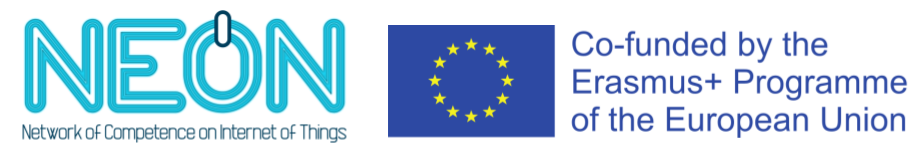 NEON
Network of Competence on Internet of Things
Co-funded by the
Erasmus+ Programme
of the European Union